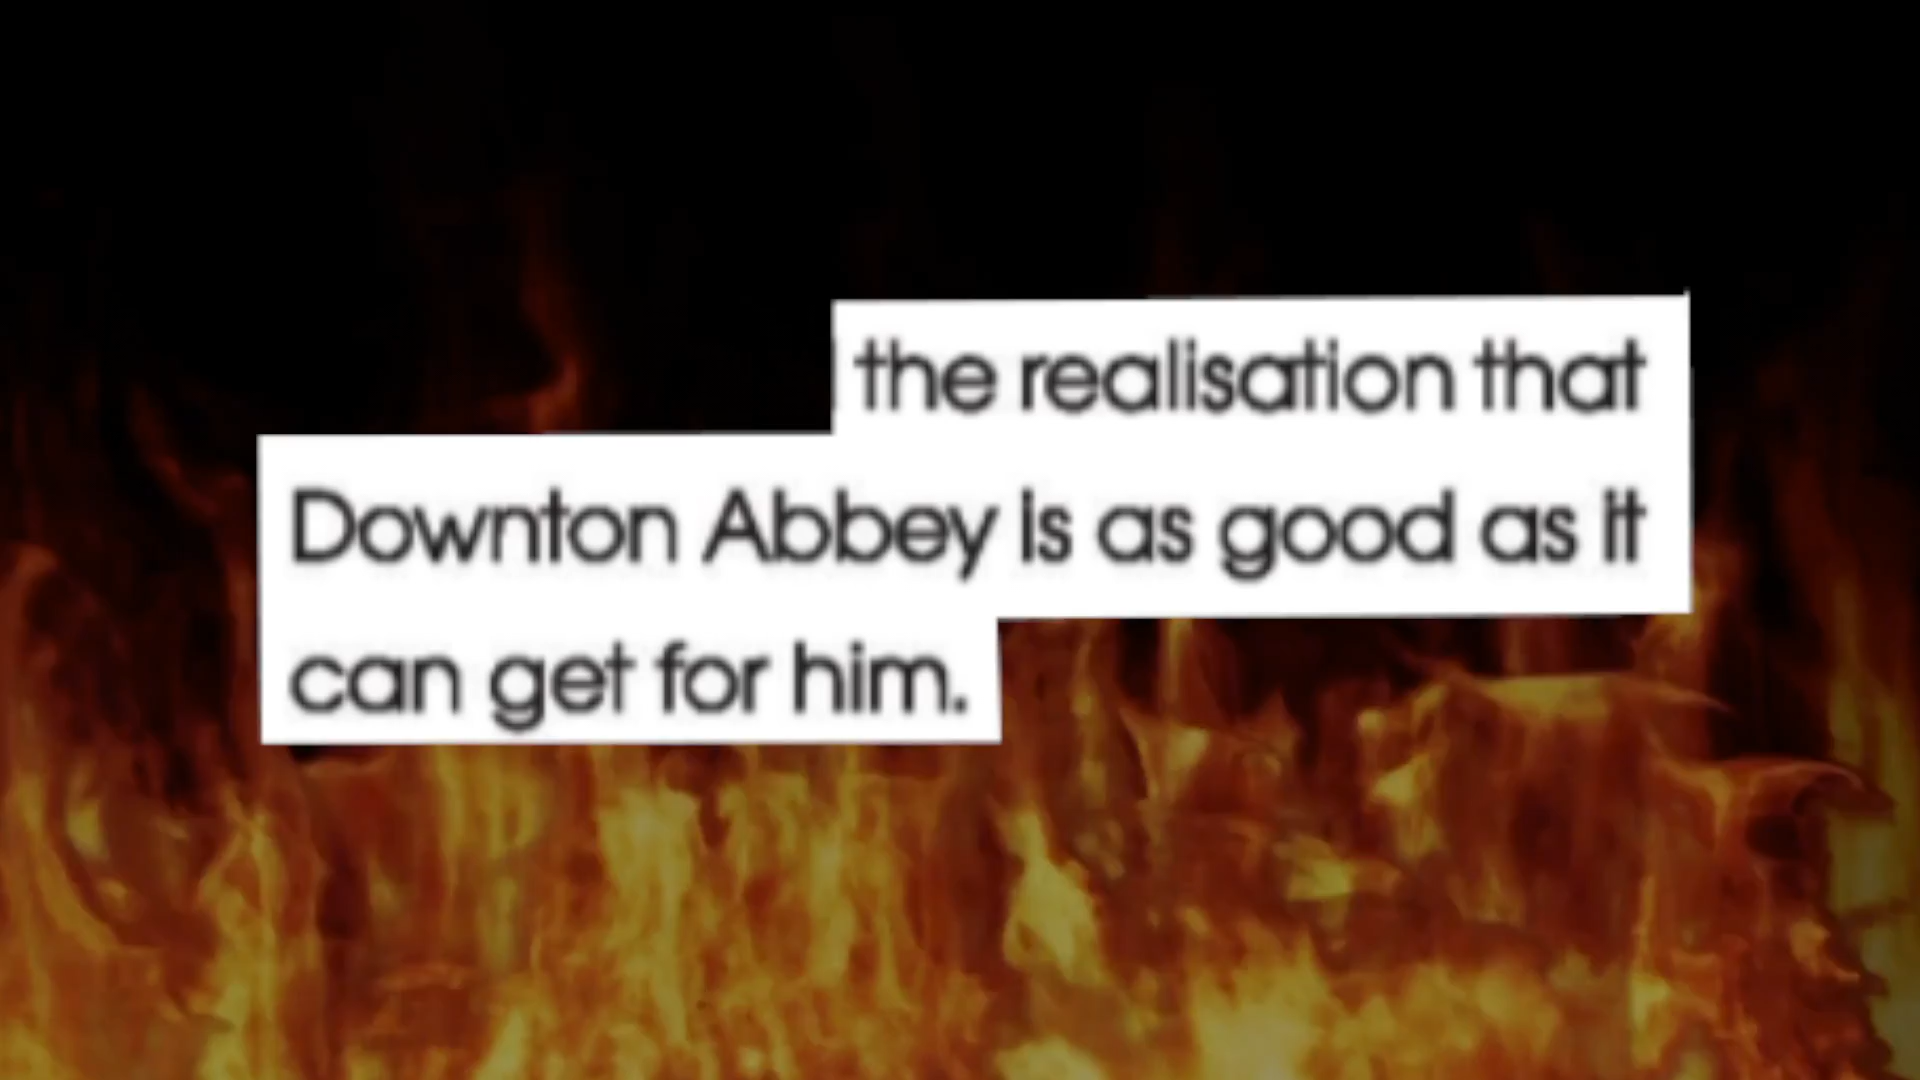 the realisation that
Downton Abbey is as good as it
can get for him.